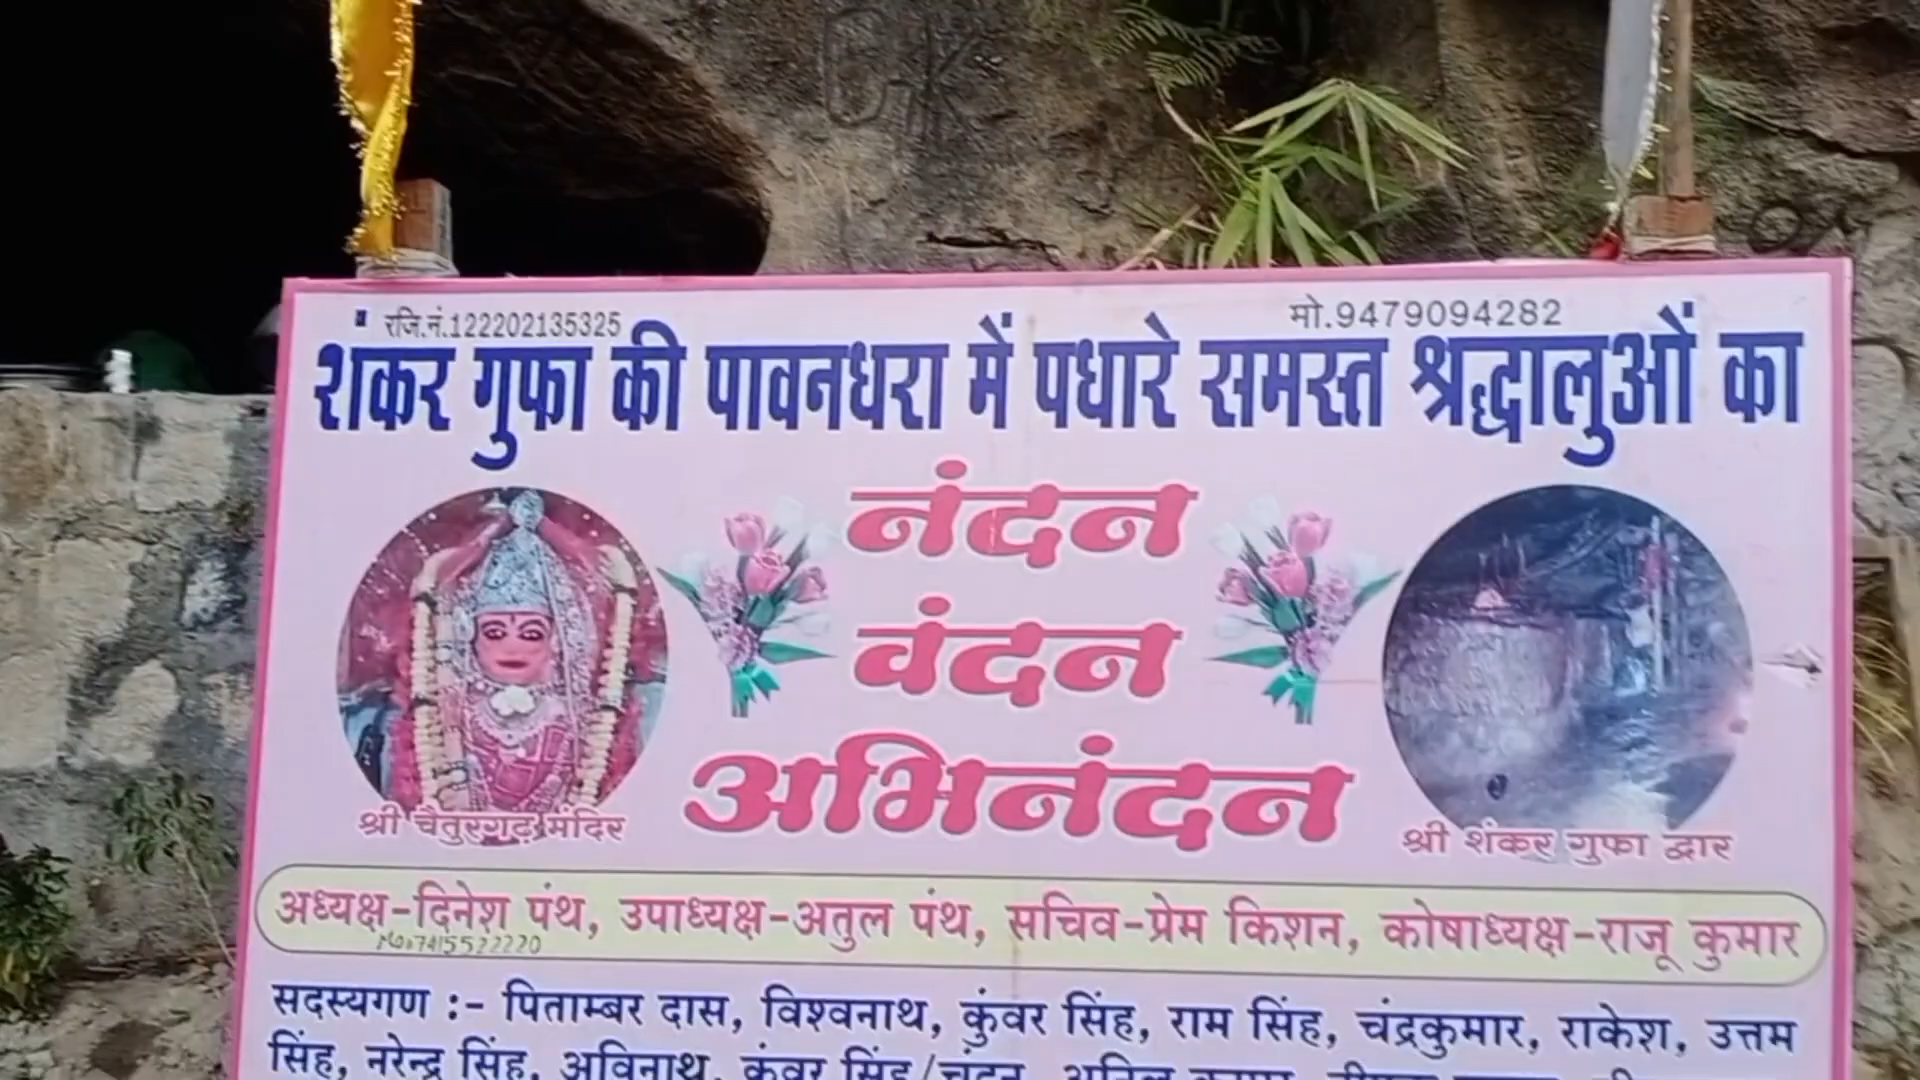 रजि.नं.122202135325
मो.9479094282
शंकर गुफा की पावनधरा में पधारे समस्त श्रद्धालुओं का
नंदन
वंदन
अभिनंदन
श्री चैतुरगढ़ मंदिर
श्री शंकर गुफा द्वार
अध्यक्ष-दिनेश पंथ, उपाध्यक्ष-अतुल पंथ, सचिव-प्रेम किशन, कोषाध्यक्ष-राजू कुमार
सदस्यगण :- पिताम्बर दास, विश्वनाथ, कुंवर सिंह, राम सिंह, चंद्रकुमार, राकेश, उत्तम
सिंह, नरेन्द्र सिंह, अविनाथ, कुंवर सिंह/चंदन,